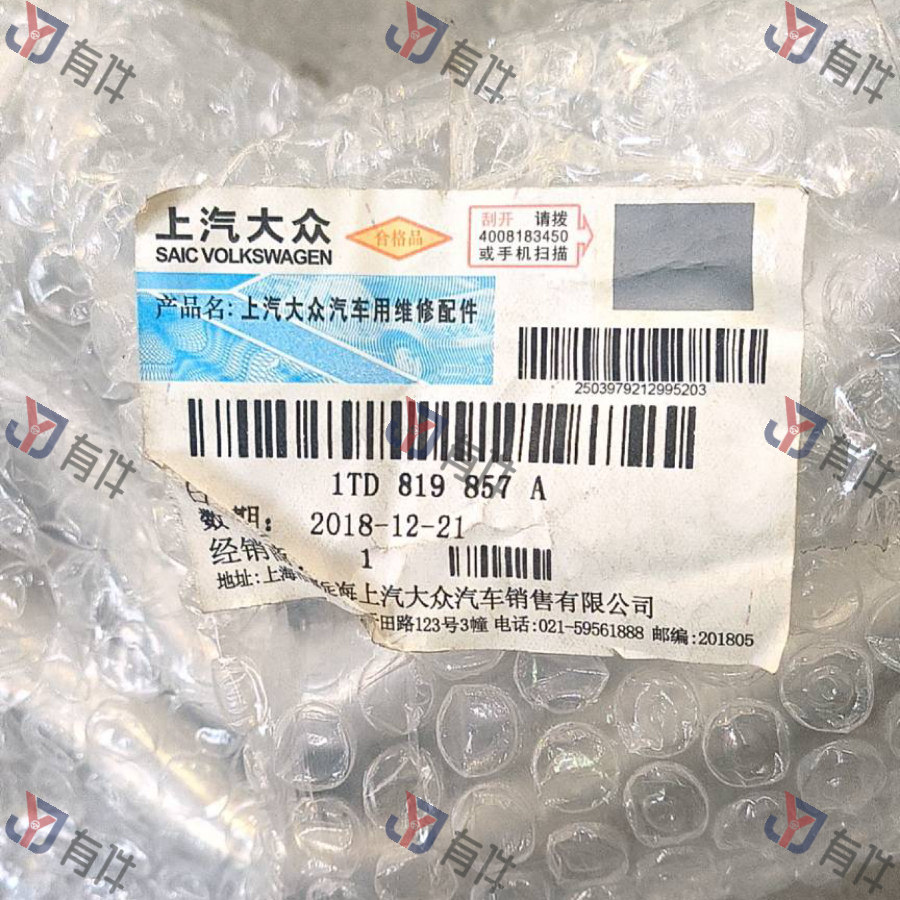 上汽大众
SAIC VOLKSWAGEN
合格品
刮开 请拨
4008183450
或手机扫描
产品名: 上汽大众汽车用维修配件
2503979212995203
1TD 819 857 A
期: 2018-12-21
数 1
经销
海上汽大众汽车销售有限公司
地址: 上海
田路123号3幢 电话:021-59561888 邮编:201805
有件
有件
有件
有件
有件
有件
有件
有件
有件